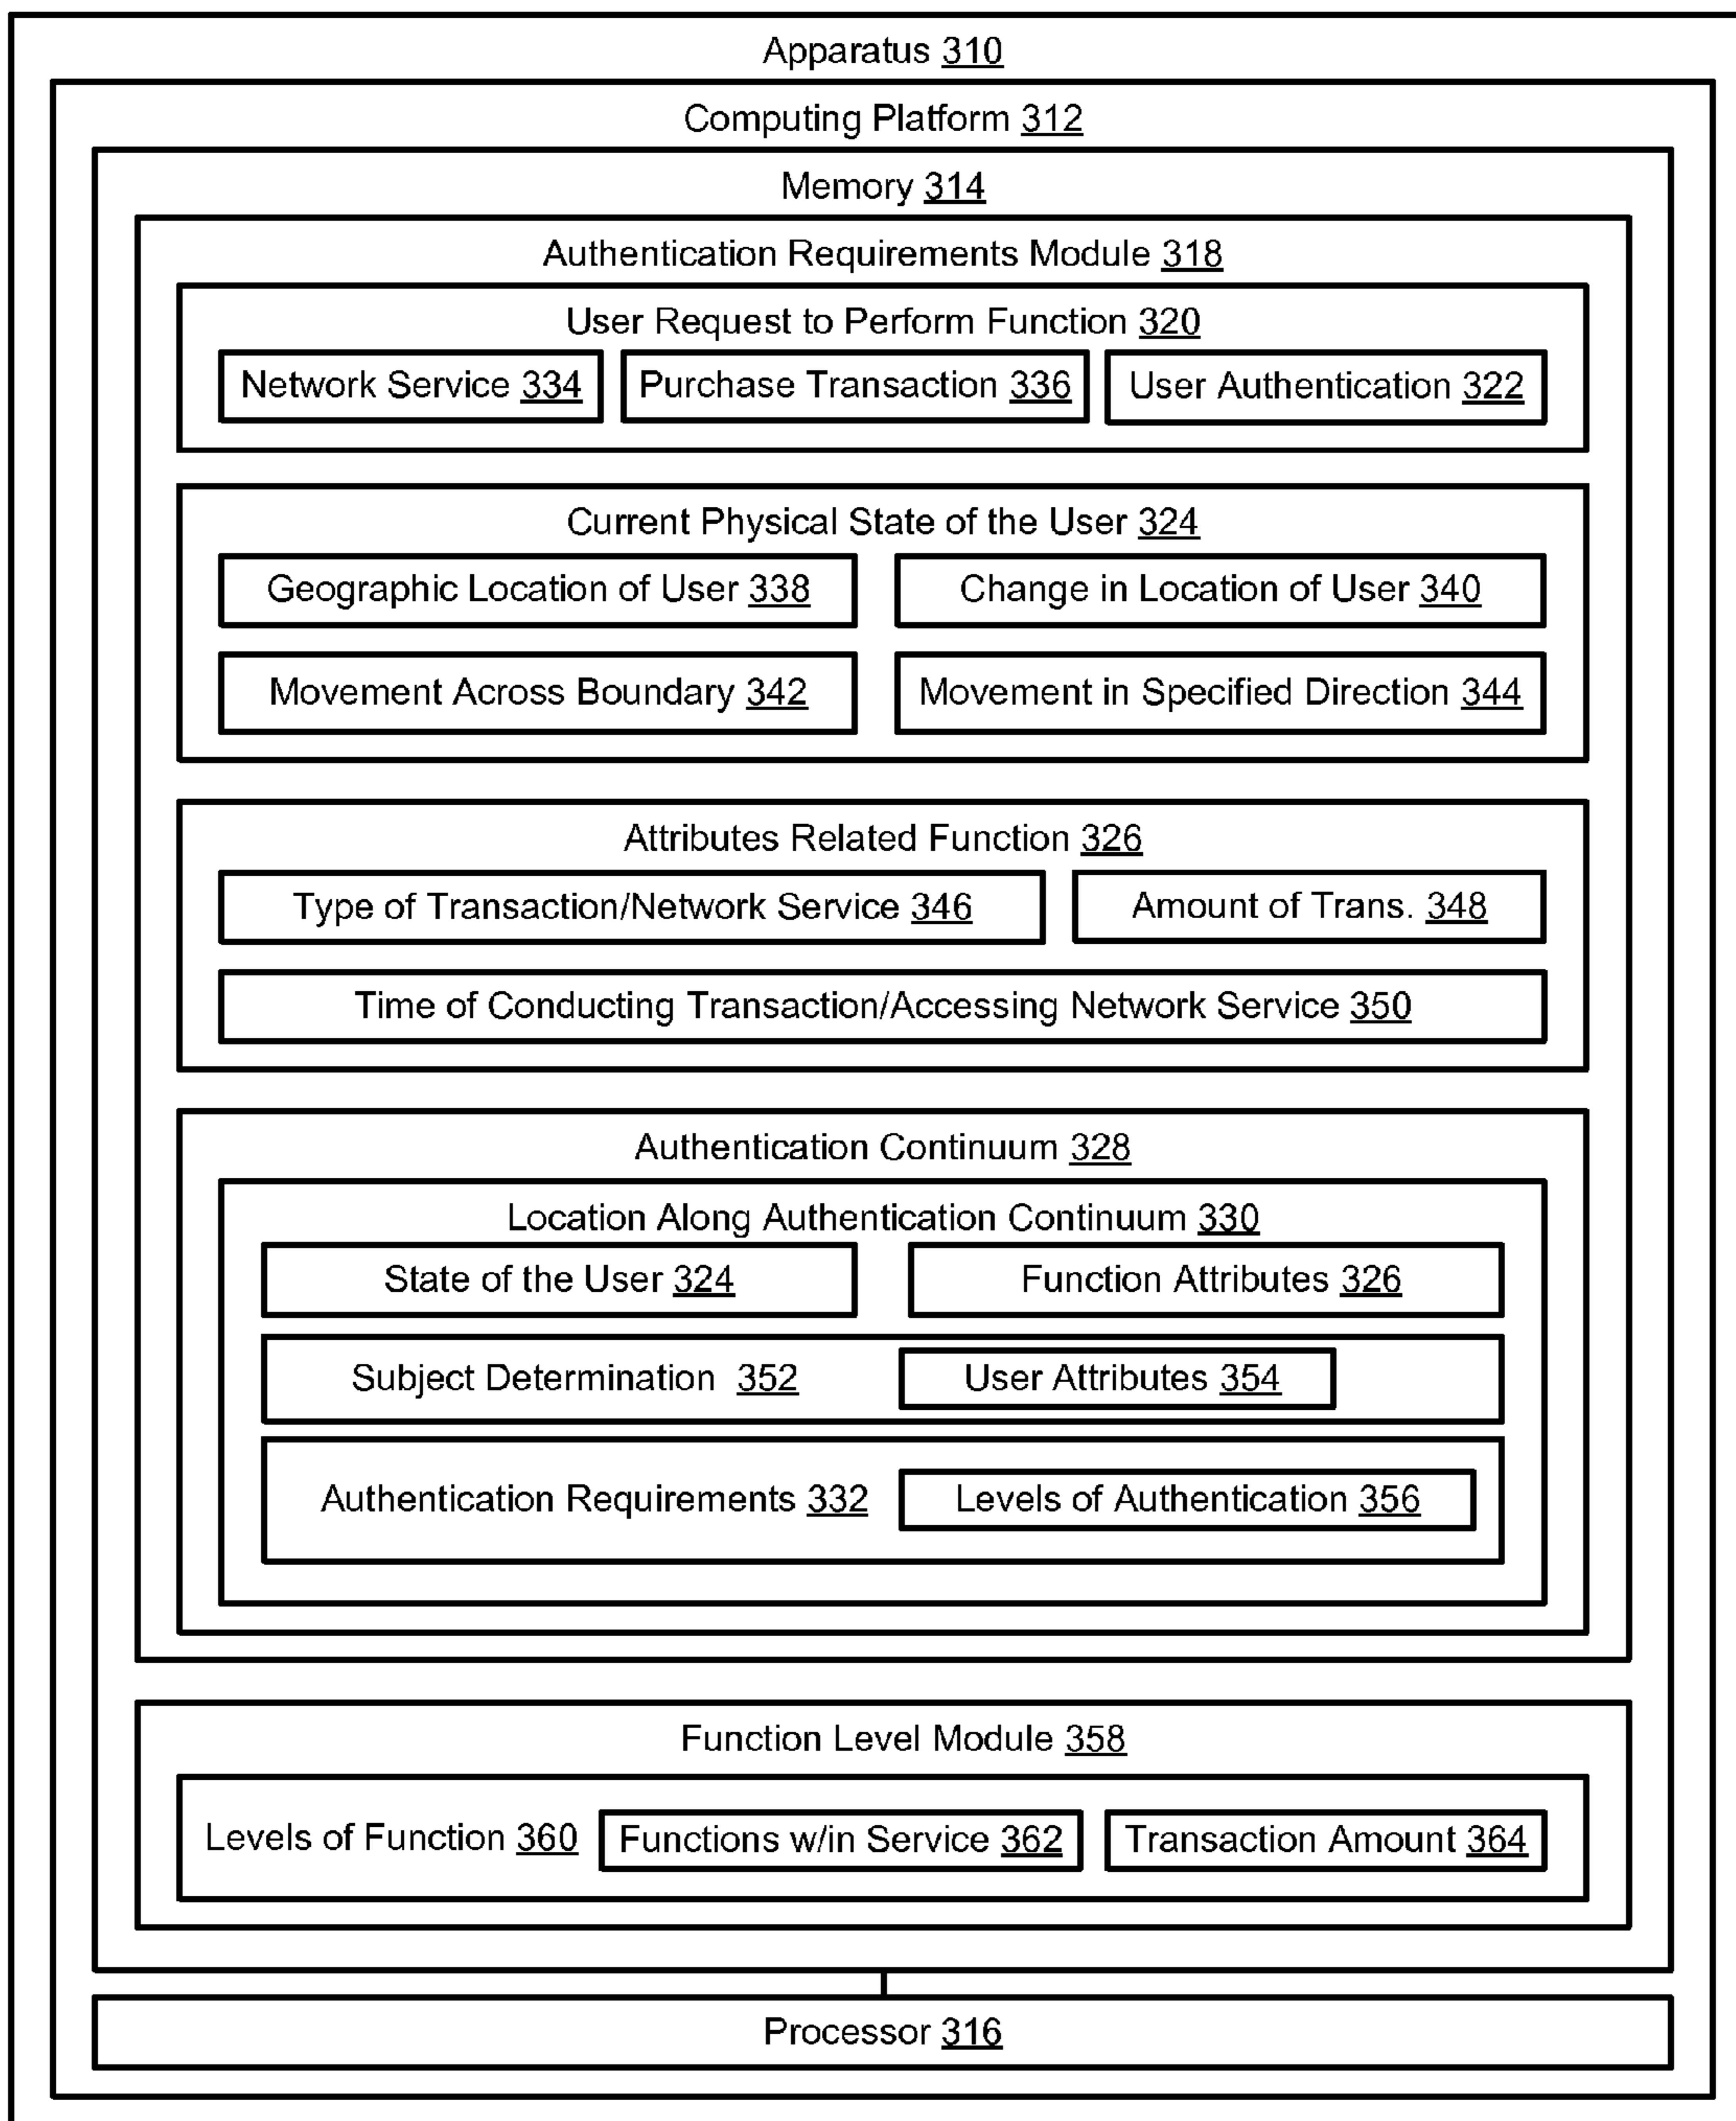 Apparatus 310
Computing Platform 312
Memory 314
Authentication Requirements Module 318
User Request to Perform Function 320
Network Service 334
Purchase Transaction 336
User Authentication 322
Current Physical State of the User 324
Geographic Location of User 338
Change in Location of User 340
Movement Across Boundary 342
Movement in Specified Direction 344
Attributes Related Function 326
Type of Transaction/Network Service 346
Amount of Trans. 348
Time of Conducting Transaction/Accessing Network Service 350
Authentication Continuum 328
Location Along Authentication Continuum 330
State of the User 324
Function Attributes 326
Subject Determination 352
User Attributes 354
Authentication Requirements 332
Levels of Authentication 356
Function Level Module 358
Levels of Function 360
Functions w/in Service 362
Transaction Amount 364
Processor 316